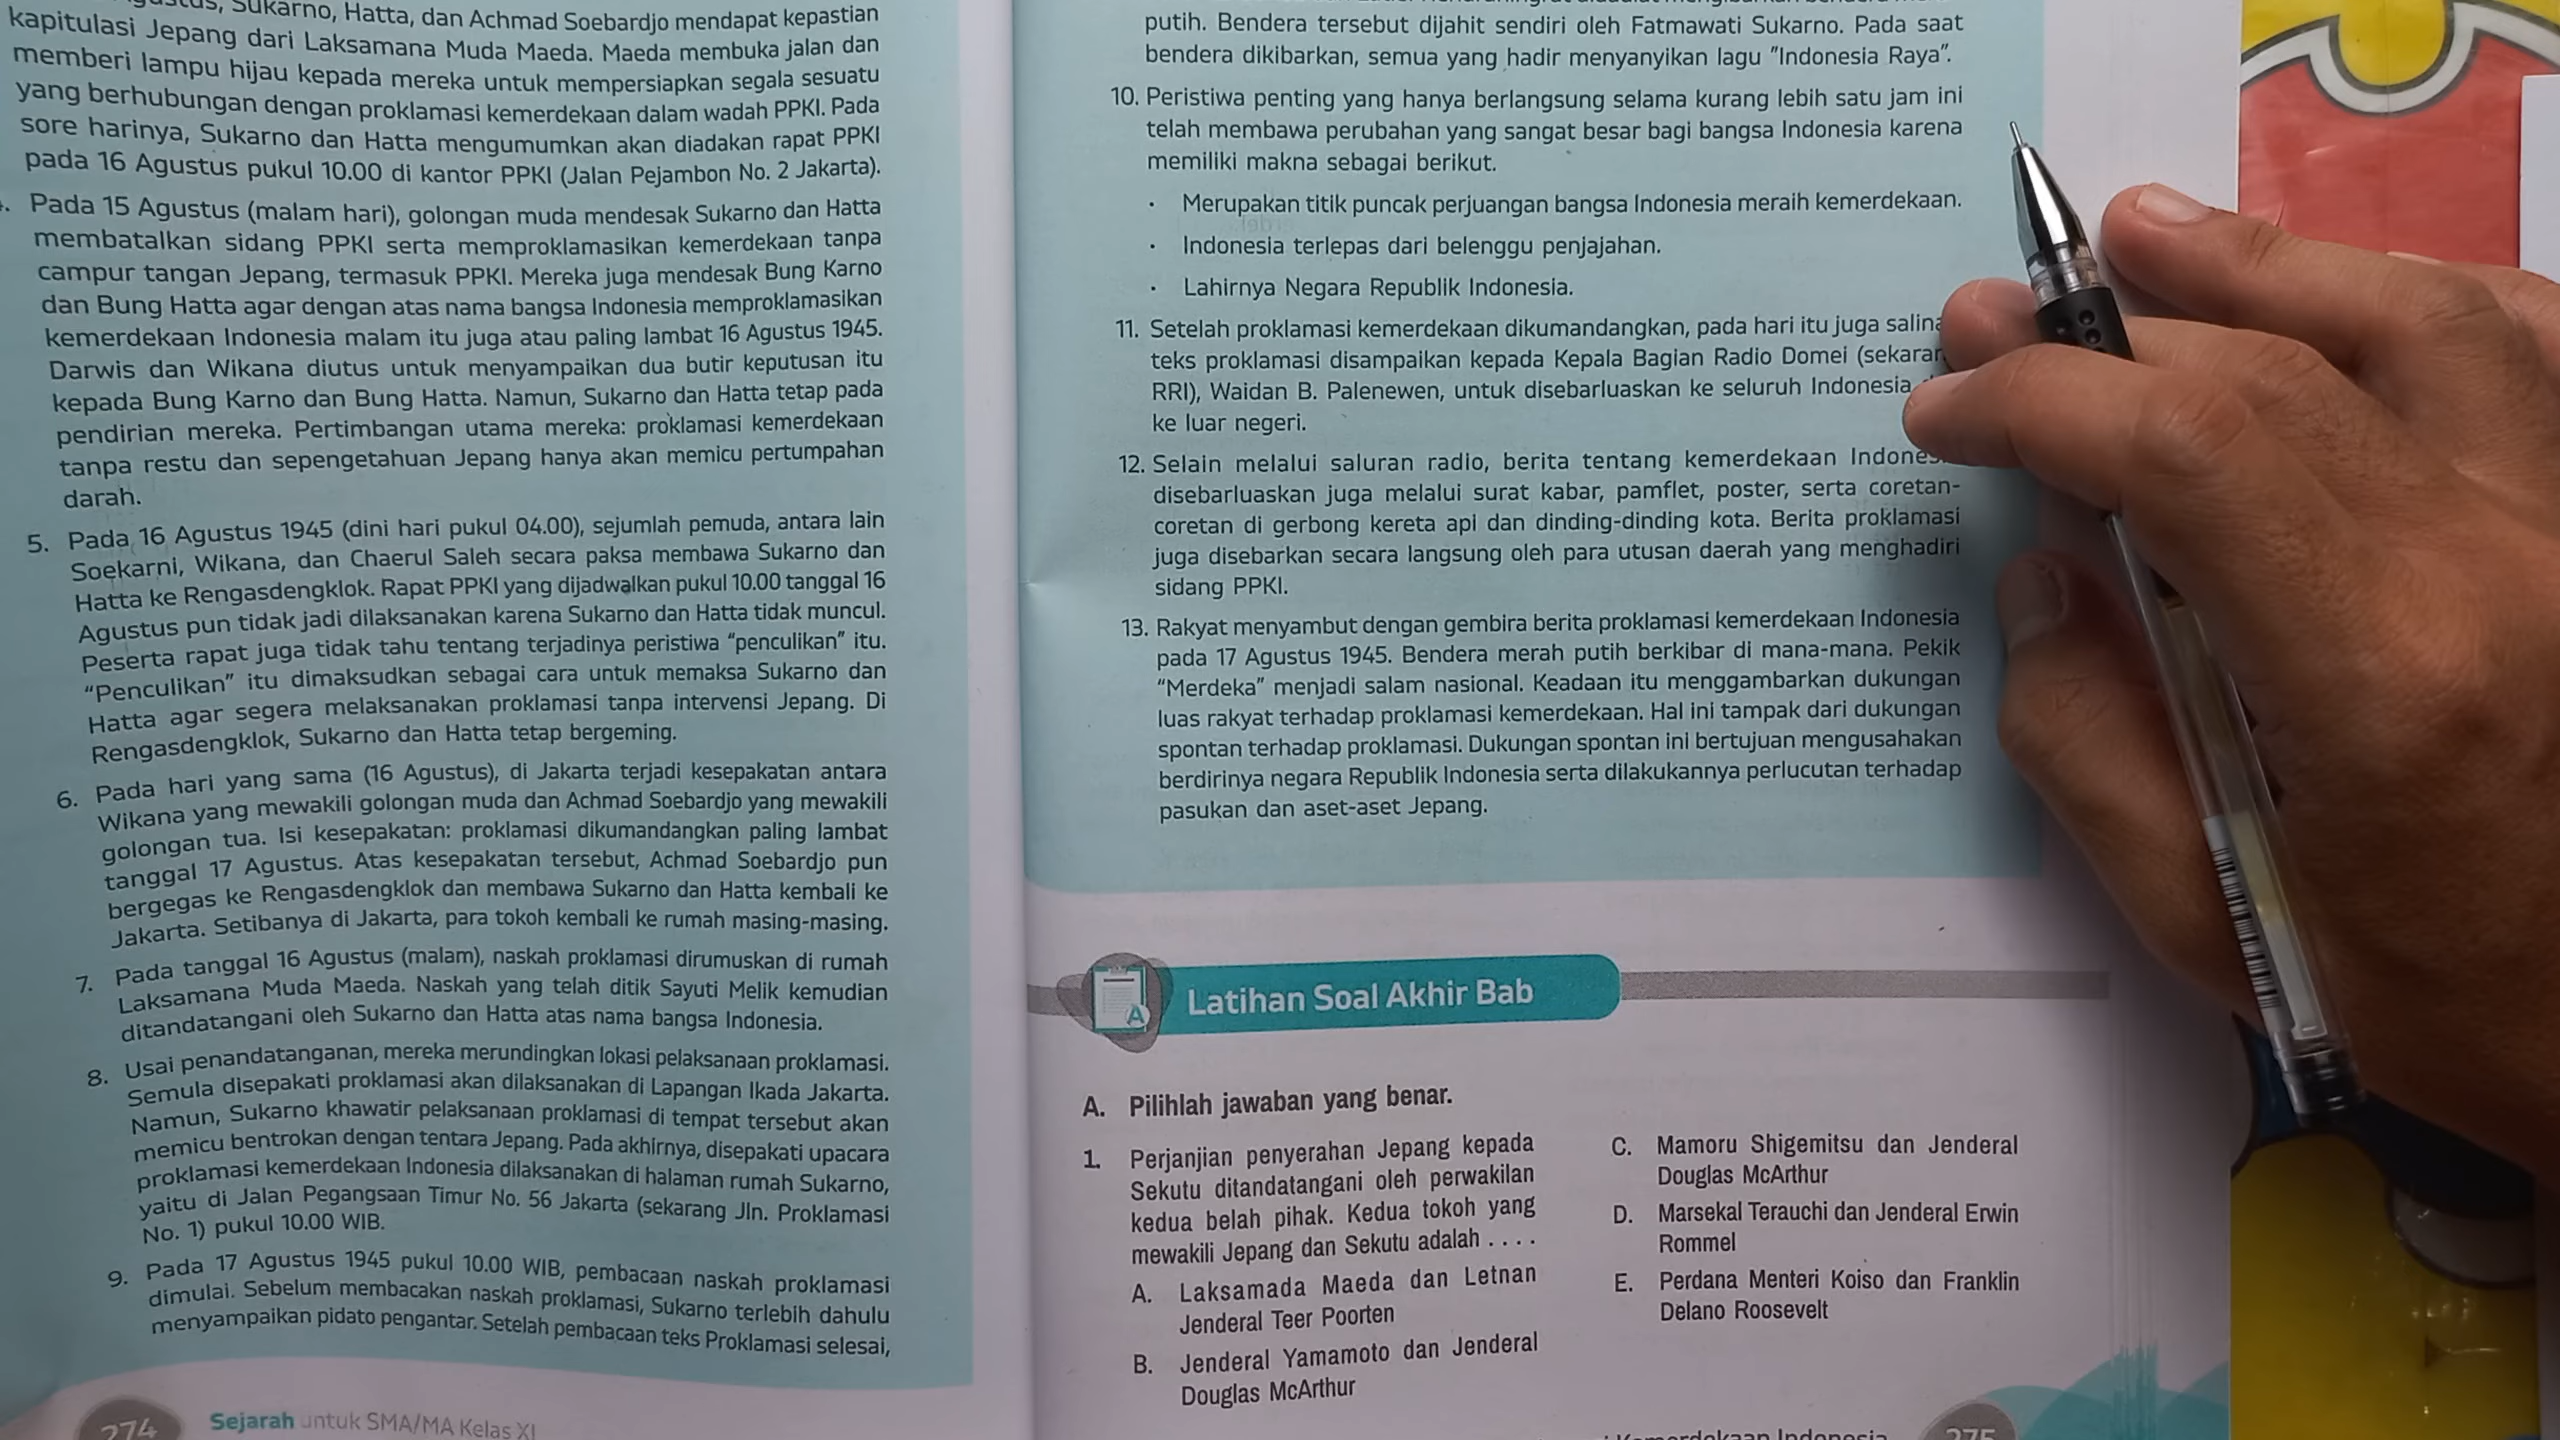 Sukarno, Hatta, dan Achmad Soebardjo mendapat kepastian
kapitulasi Jepang dari Laksamana Muda Maeda. Maeda membuka jalan dan
memberi lampu hijau kepada mereka untuk mempersiapkan segala sesuatu
yang berhubungan dengan proklamasi kemerdekaan dalam wadah PPKI. Pada
sore harinya, Sukarno dan Hatta mengumumkan akan diadakan rapat PPKI
pada 16 Agustus pukul 10.00 di kantor PPKI (Jalan Pejambon No. 2 Jakarta).
Pada 15 Agustus (malam hari), golongan muda mendesak Sukarno dan Hatta
membatalkan sidang PPKI serta memproklamasikan kemerdekaan tanpa
campur tangan Jepang, termasuk PPKI. Mereka juga mendesak Bung Karno
dan Bung Hatta agar dengan atas nama bangsa Indonesia memproklamasikan
kemerdekaan Indonesia malam itu juga atau paling lambat 16 Agustus 1945.
Darwis dan Wikana diutus untuk menyampaikan dua butir keputusan itu
kepada Bung Karno dan Bung Hatta. Namun, Sukarno dan Hatta tetap pada
pendirian mereka. Pertimbangan utama mereka: proklamasi kemerdekaan
tanpa restu dan sepengetahuan Jepang hanya akan memicu pertumpahan
darah.
5. Pada 16 Agustus 1945 (dini hari pukul 04.00), sejumlah pemuda, antara lain
Soekarni, Wikana, dan Chaerul Saleh secara paksa membawa Sukarno dan
Hatta ke Rengasdengklok. Rapat PPKI yang dijadwalkan pukul 10.00 tanggal 16
Agustus pun tidak jadi dilaksanakan karena Sukarno dan Hatta tidak muncul.
Peserta rapat juga tidak tahu tentang terjadinya peristiwa “penculikan” itu.
“Penculikan” itu dimaksudkan sebagai cara untuk memaksa Sukarno dan
Hatta agar segera melaksanakan proklamasi tanpa intervensi Jepang. Di
Rengasdengklok, Sukarno dan Hatta tetap bergeming.
6. Pada hari yang sama (16 Agustus), di Jakarta terjadi kesepakatan antara
Wikana yang mewakili golongan muda dan Achmad Soebardjo yang mewakili
golongan tua. Isi kesepakatan: proklamasi dikumandangkan paling lambat
tanggal 17 Agustus. Atas kesepakatan tersebut, Achmad Soebardjo pun
bergegas ke Rengasdengklok dan membawa Sukarno dan Hatta kembali ke
Jakarta. Setibanya di Jakarta, para tokoh kembali ke rumah masing-masing.
7. Pada tanggal 16 Agustus (malam), naskah proklamasi dirumuskan di rumah
Laksamana Muda Maeda. Naskah yang telah ditik Sayuti Melik kemudian
ditandatangani oleh Sukarno dan Hatta atas nama bangsa Indonesia.
8. Usai penandatanganan, mereka merundingkan lokasi pelaksanaan proklamasi.
Semula disepakati proklamasi akan dilaksanakan di Lapangan Ikada Jakarta.
Namun, Sukarno khawatir pelaksanaan proklamasi di tempat tersebut akan
memicu bentrokan dengan tentara Jepang. Pada akhirnya, disepakati upacara
proklamasi kemerdekaan Indonesia dilaksanakan di halaman rumah Sukarno,
yaitu di Jalan Pegangsaan Timur No. 56 Jakarta (sekarang Jln. Proklamasi
No. 1) pukul 10.00 WIB.
9. Pada 17 Agustus 1945 pukul 10.00 WIB, pembacaan naskah proklamasi
dimulai. Sebelum membacakan naskah proklamasi, Sukarno terlebih dahulu
menyampaikan pidato pengantar. Setelah pembacaan teks Proklamasi selesai,
274 Sejarah untuk SMA/MA Kelas XI
putih. Bendera tersebut dijahit sendiri oleh Fatmawati Sukarno. Pada saat
bendera dikibarkan, semua yang hadir menyanyikan lagu “Indonesia Raya”.
10. Peristiwa penting yang hanya berlangsung selama kurang lebih satu jam ini
telah membawa perubahan yang sangat besar bagi bangsa Indonesia karena
memiliki makna sebagai berikut.
· Merupakan titik puncak perjuangan bangsa Indonesia meraih kemerdekaan.
· Indonesia terlepas dari belenggu penjajahan.
· Lahirnya Negara Republik Indonesia.
11. Setelah proklamasi kemerdekaan dikumandangkan, pada hari itu juga
teks proklamasi disampaikan kepada Kepala Bagian Radio Domei
RRI), Waidan B. Palenewen, untuk disebarluaskan ke seluruh Indonesia
ke luar negeri.
12. Selain melalui saluran radio, berita tentang kemerdekaan
disebarluaskan juga melalui surat kabar, pamflet, poster, serta coretan-
coretan di gerbong kereta api dan dinding-dinding kota. Berita proklamasi
juga disebarkan secara langsung oleh para utusan daerah yang menghadiri
sidang PPKI.
13. Rakyat menyambut dengan gembira berita proklamasi kemerdekaan Indonesia
pada 17 Agustus 1945. Bendera merah putih berkibar di mana-mana. Pekik
“Merdeka” menjadi salam nasional. Keadaan itu menggambarkan dukungan
luas rakyat terhadap proklamasi kemerdekaan. Hal ini tampak dari dukungan
spontan terhadap proklamasi. Dukungan spontan ini bertujuan mengusahakan
berdirinya negara Republik Indonesia serta dilakukannya perlucutan terhadap
pasukan dan aset-aset Jepang.
Latihan Soal Akhir Bab
A. Pilihlah jawaban yang benar.
1. Perjanjian penyerahan Jepang kepada
Sekutu ditandatangani oleh perwakilan
kedua belah pihak. Kedua tokoh yang
mewakili Jepang dan Sekutu adalah . . . .
A. Laksamada Maeda dan Letnan
Jenderal Teer Poorten
B. Jenderal Yamamoto dan Jenderal
Douglas McArthur
C. Mamoru Shigemitsu dan Jenderal
Douglas McArthur
D. Marsekal Terauchi dan Jenderal Erwin
Rommel
E. Perdana Menteri Koiso dan Franklin
Delano Roosevelt
Indonesia 275